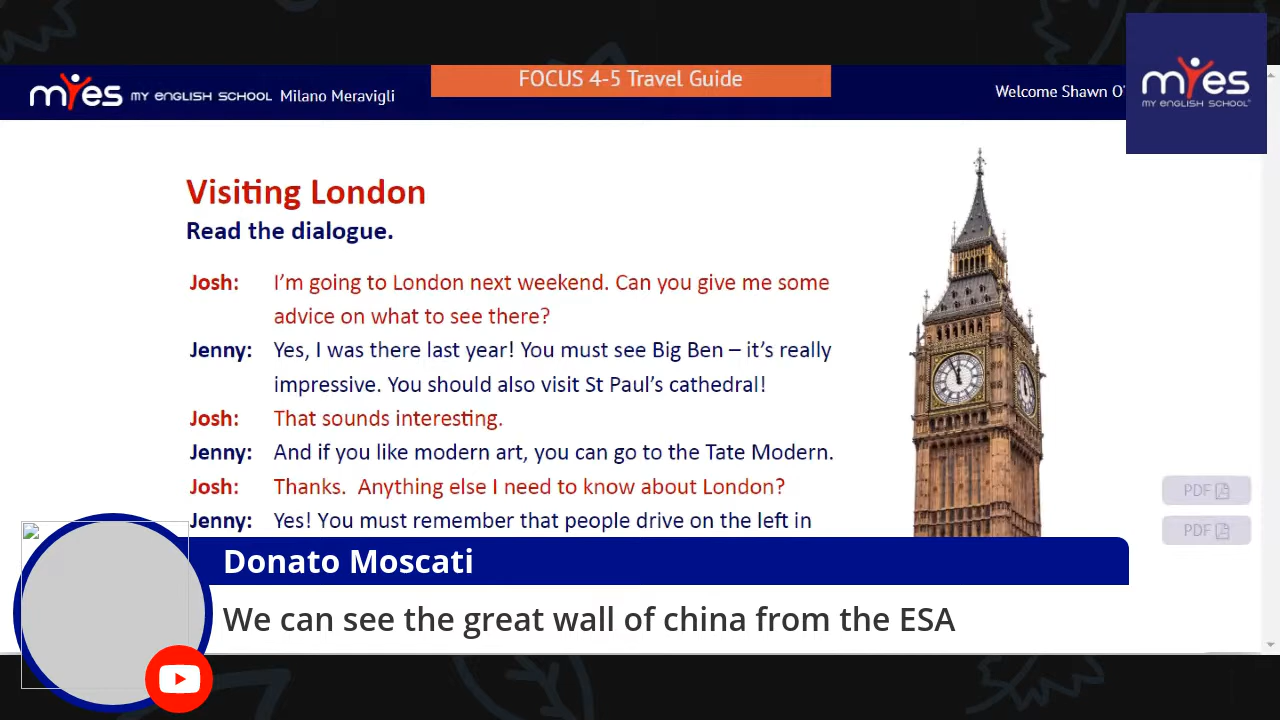 FOCUS 4-5 Travel Guide
myes MY ENGLISH SCHOOL Milano Meravigli
Welcome Shawn O'
myes
MY ENGLISH SCHOOL
Visiting London
Read the dialogue.
Josh: I'm going to London next weekend. Can you give me some
advice on what to see there?
Jenny: Yes, I was there last year! You must see Big Ben – it's really
impressive. You should also visit St Paul's cathedral!
Josh: That sounds interesting.
Jenny: And if you like modern art, you can go to the Tate Modern.
Josh: Thanks. Anything else I need to know about London?
Jenny: Yes! You must remember that people drive on the left in
PDF
PDF
Donato Moscati
We can see the great wall of china from the ESA